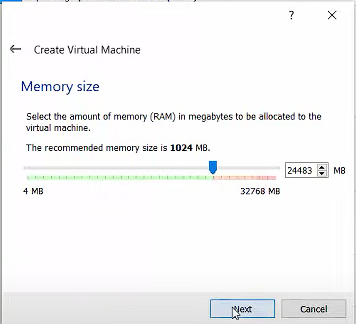 ?
Create Virtual Machine
Memory size
Select the amount of memory (RAM) in megabytes to be allocated to the
virtual machine.
The recommended memory size is 1024 MB.
24483 MB
4 MB 32768 MB
Next Cancel